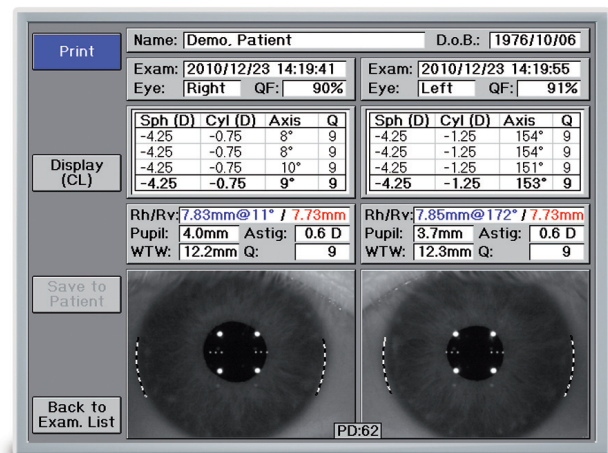 Print
Name: Demo, Patient D.o.B.: 1976/10/06
Exam: 2010/12/23 14:19:41
Eye: Right QF: 90%
Exam: 2010/12/23 14:19:55
Eye: Left QF: 91%
Display
(CL)
Sph (D) Cyl (D) Axis Q
-4.25 -0.75 8° 9
-4.25 -0.75 8° 9
-4.25 -0.75 10° 9
-4.25 -0.75 9° 9
Sph (D) Cyl (D) Axis Q
-4.25 -1.25 154° 9
-4.25 -1.25 154° 9
-4.25 -1.25 151° 9
-4.25 -1.25 153° 9
Rh/Rv: 7.83mm@11° / 7.73mm
Pupil: 4.0mm Astig: 0.6 D
WTW: 12.2mm Q: 9
Rh/Rv: 7.85mm@172° / 7.73mm
Pupil: 3.7mm Astig: 0.6 D
WTW: 12.3mm Q: 9
Save to
Patient
Back to
Exam. List
PD:62